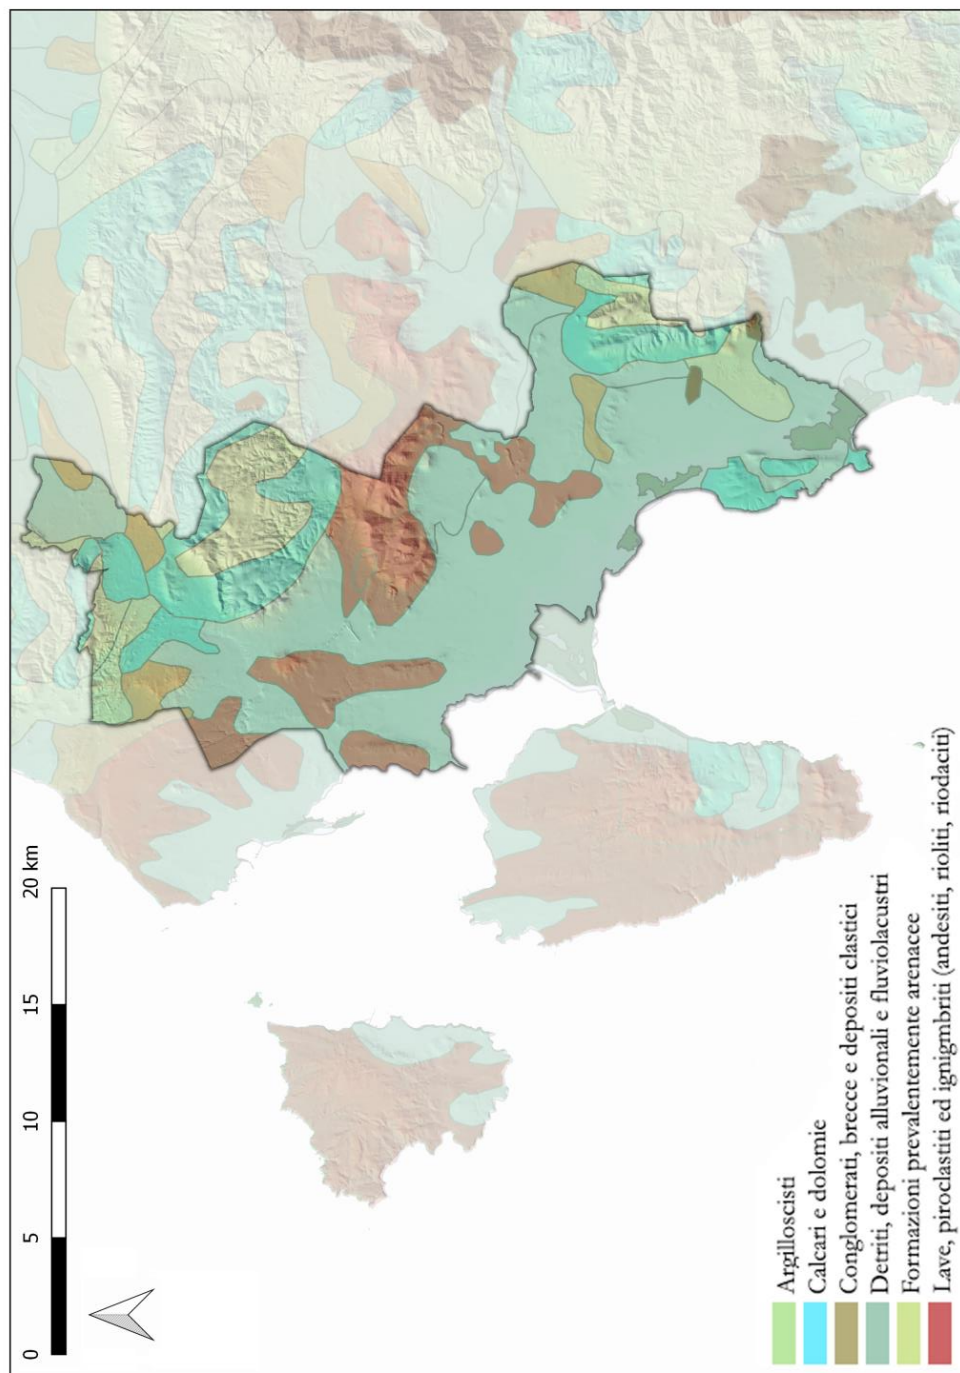 0 5 10 15 20 km
Argilloscisti
Calcari e dolomie
Conglomerati, brecce e depositi clastici
Detriti, depositi alluvionali e fluviolacustri
Formazioni prevalentemente arenacee
Lave, piroclastiti ed ignigmbriti (andesiti, rioliti, riodaciti)